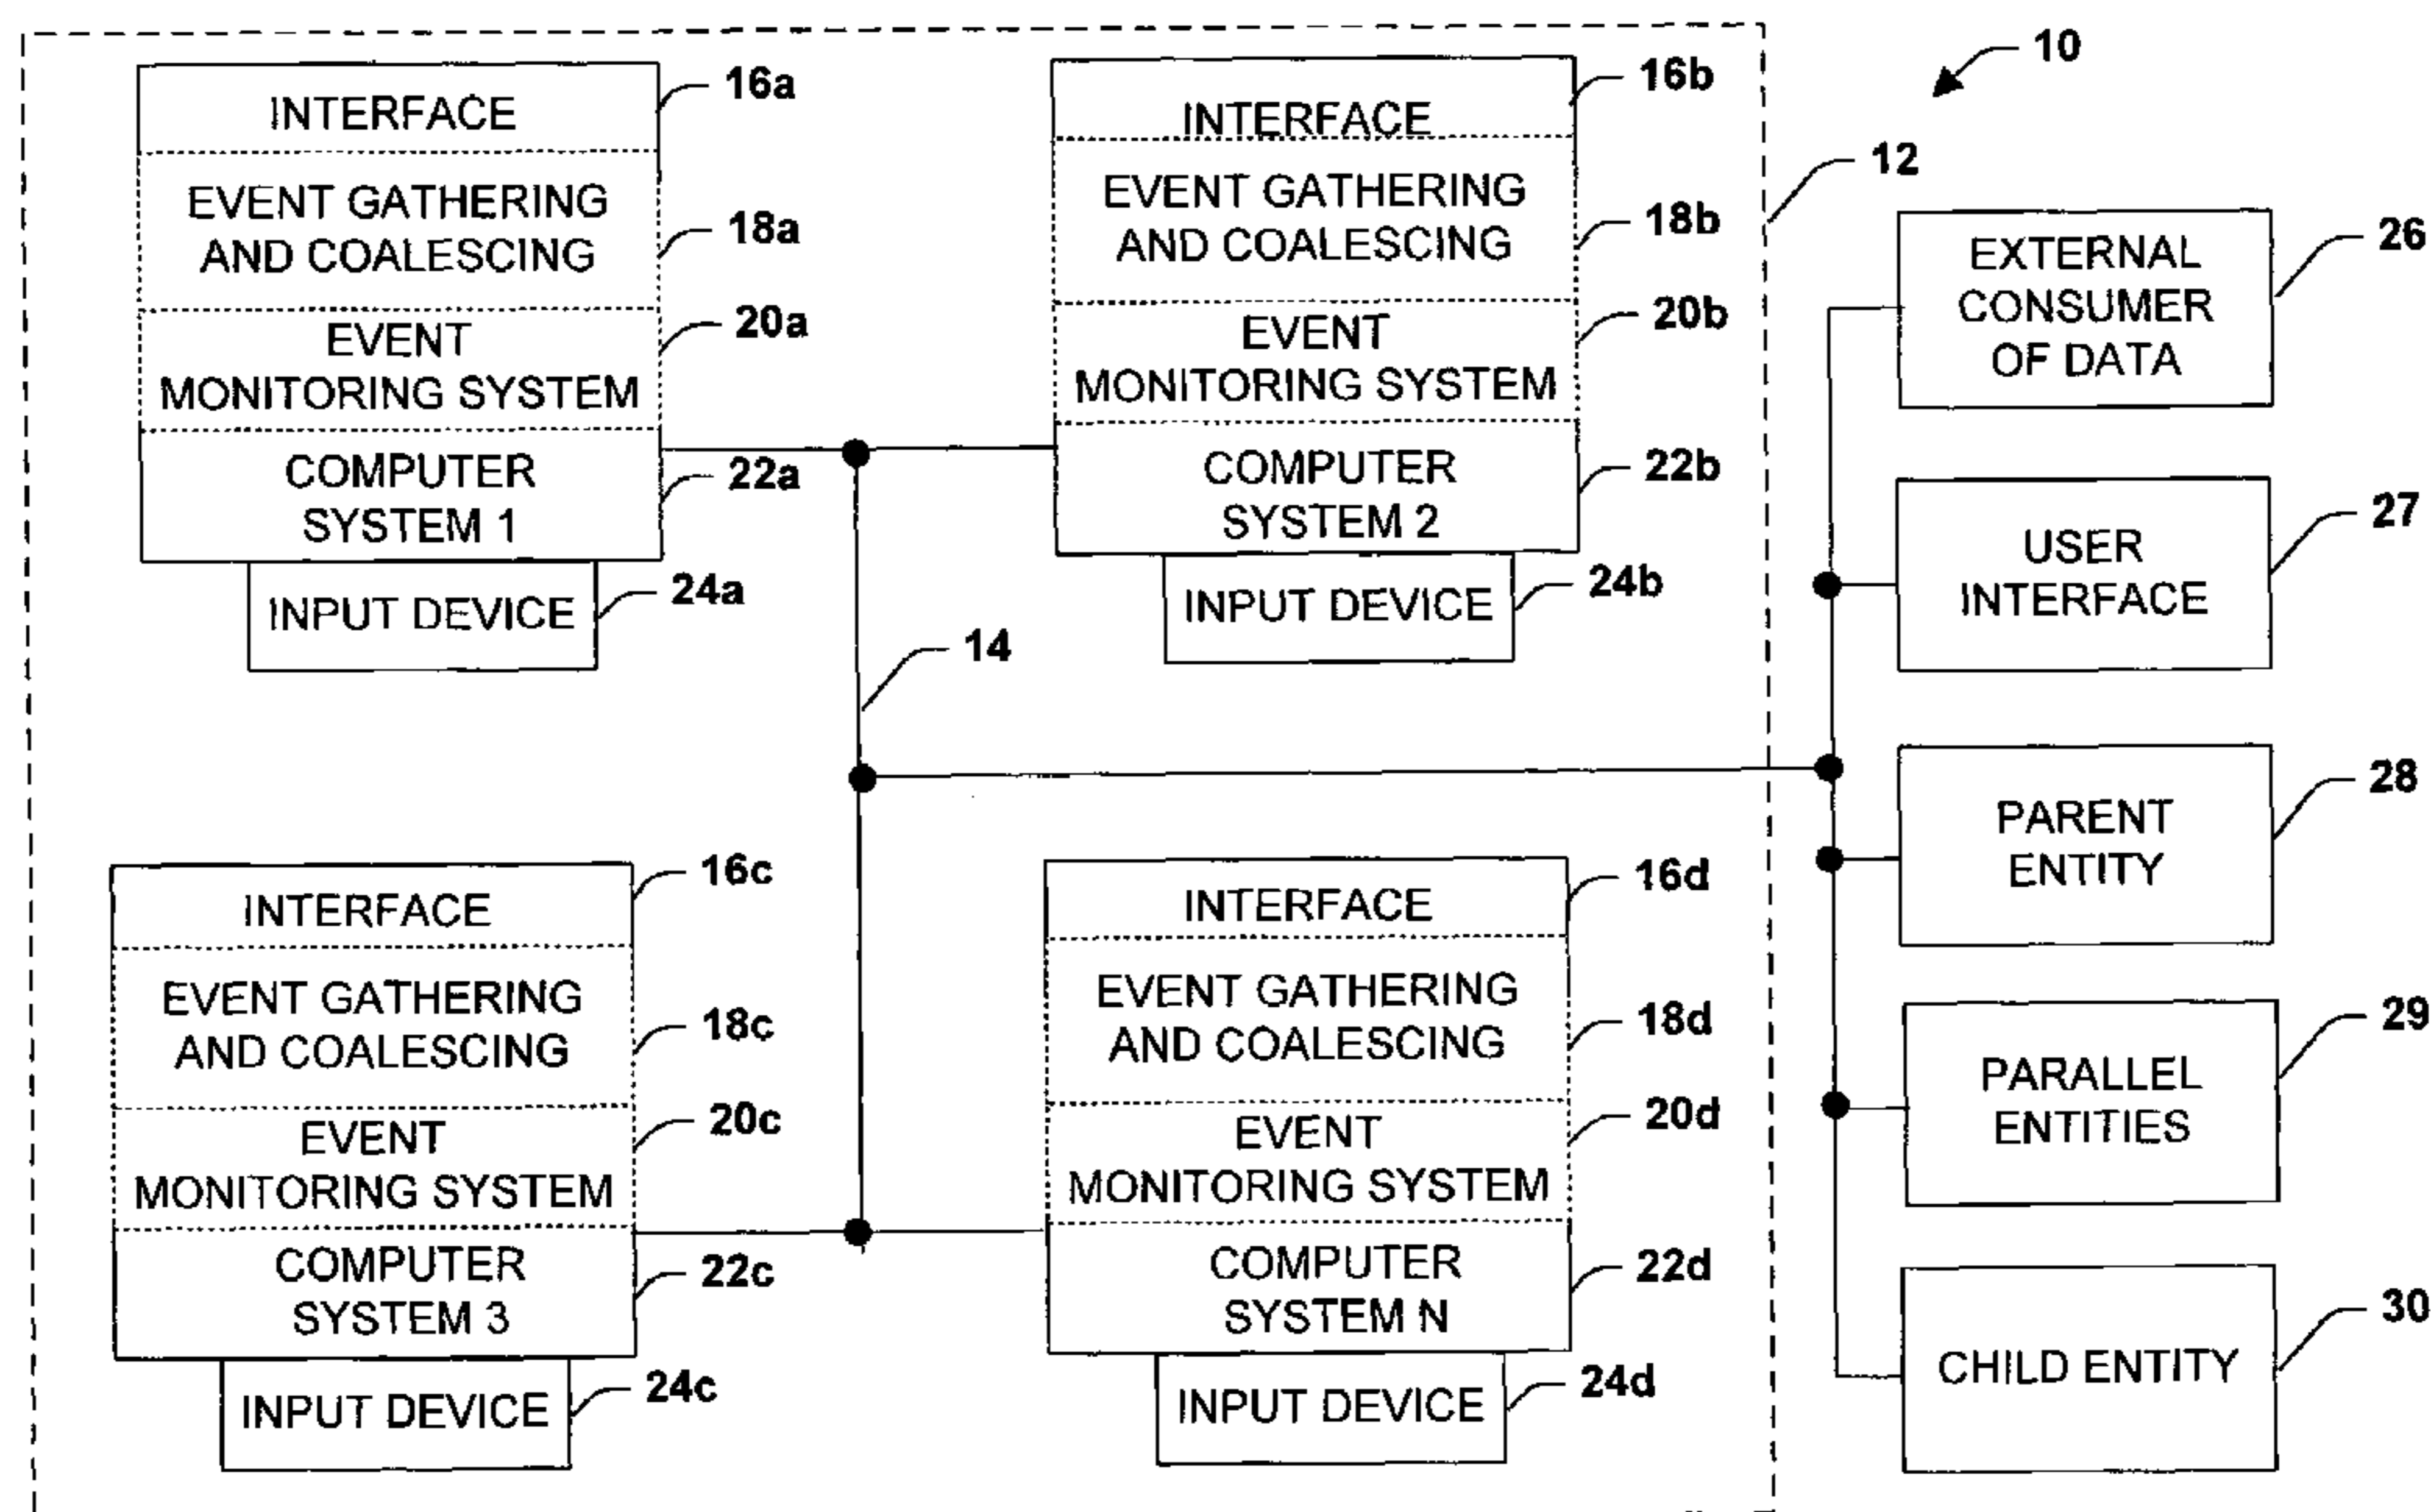 10
12
INTERFACE
16a
EVENT GATHERING
AND COALESCING
18a
EVENT
MONITORING SYSTEM
20a
COMPUTER
SYSTEM 1
22a
INPUT DEVICE
24a
INTERFACE
16b
EVENT GATHERING
AND COALESCING
18b
EVENT
MONITORING SYSTEM
20b
COMPUTER
SYSTEM 2
22b
INPUT DEVICE
24b
14
INTERFACE
16c
EVENT GATHERING
AND COALESCING
18c
EVENT
MONITORING SYSTEM
20c
COMPUTER
SYSTEM 3
22c
INPUT DEVICE
24c
INTERFACE
16d
EVENT GATHERING
AND COALESCING
18d
EVENT
MONITORING SYSTEM
20d
COMPUTER
SYSTEM N
22d
INPUT DEVICE
24d
EXTERNAL
CONSUMER
OF DATA
26
USER
INTERFACE
27
PARENT
ENTITY
28
PARALLEL
ENTITIES
29
CHILD ENTITY
30